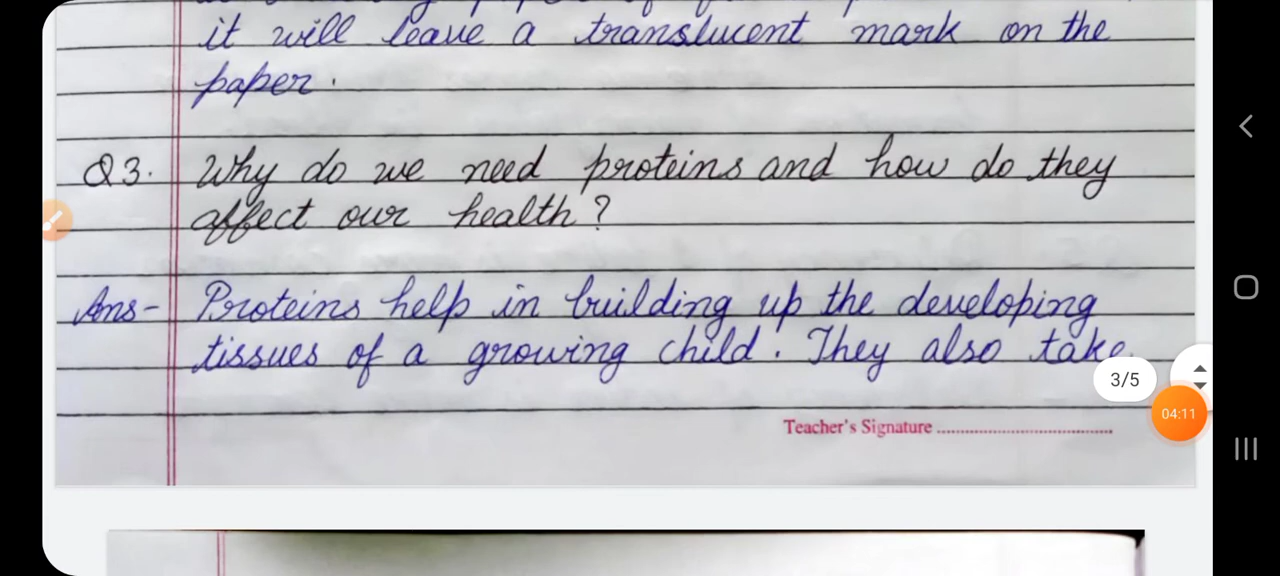 it will leave a translucent mark on the
paper.
Q3. Why do we need proteins and how do they
affect our health?
Ans- Proteins help in building up the developing
tissues of a growing child. They also take
3/5
04:11
Teacher's Signature